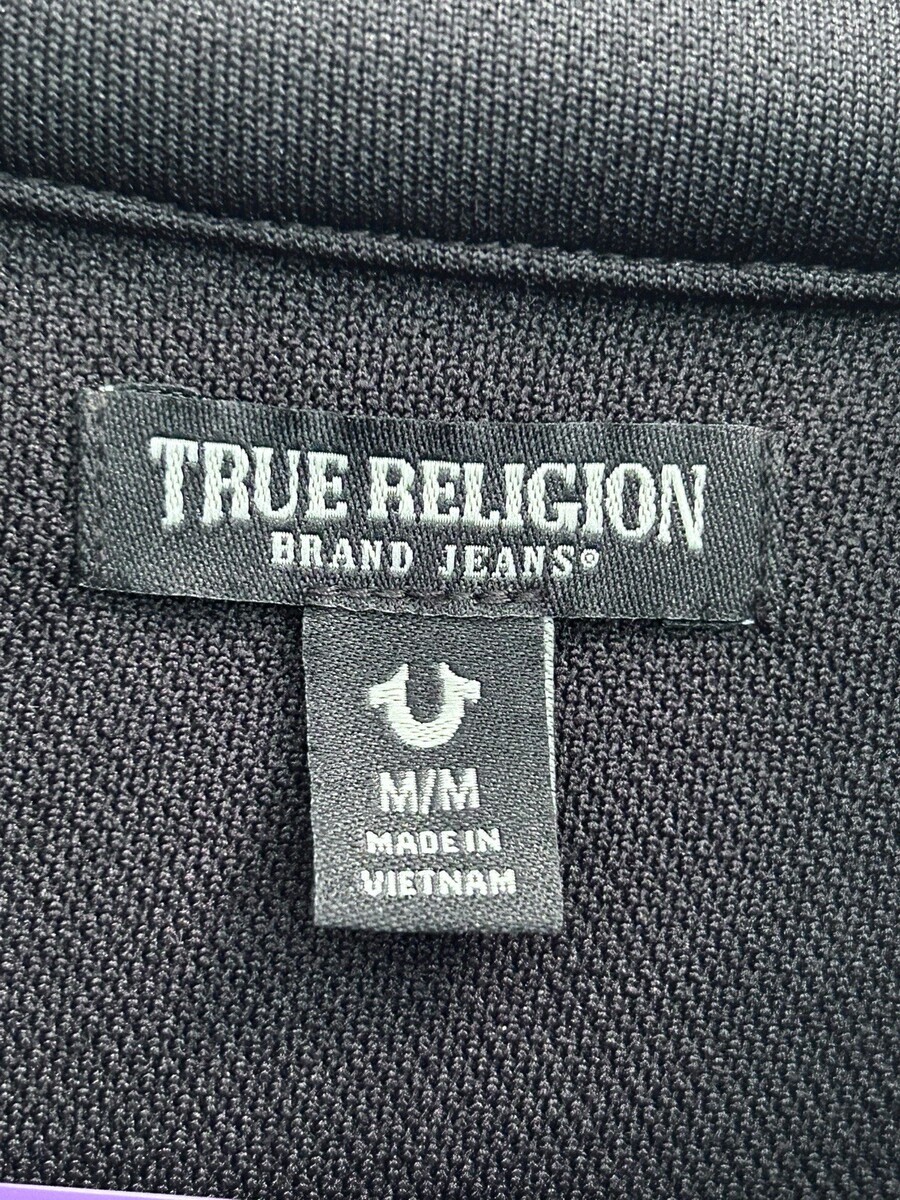 TRUE RELIGION
BRAND JEANS®
M/M
MADE IN
VIETNAM